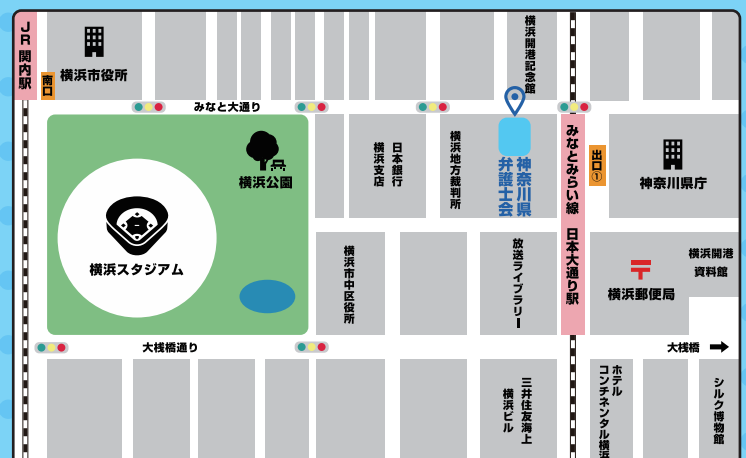 JR関内駅
南口
横浜市役所
横浜開港記念館
みなと大通り
横浜公園
日本銀行
横浜支店
横浜地方裁判所
神奈川県
弁護士会
みなとみらい線 日本大通り駅
出口①
神奈川県庁
横浜スタジアム
横浜市中区役所
放送ライブラリー
横浜郵便局
横浜開港
資料館
大桟橋通り
大桟橋
三井住友海上
横浜ビル
ホテル
コンチネンタル横浜
シルク博物館